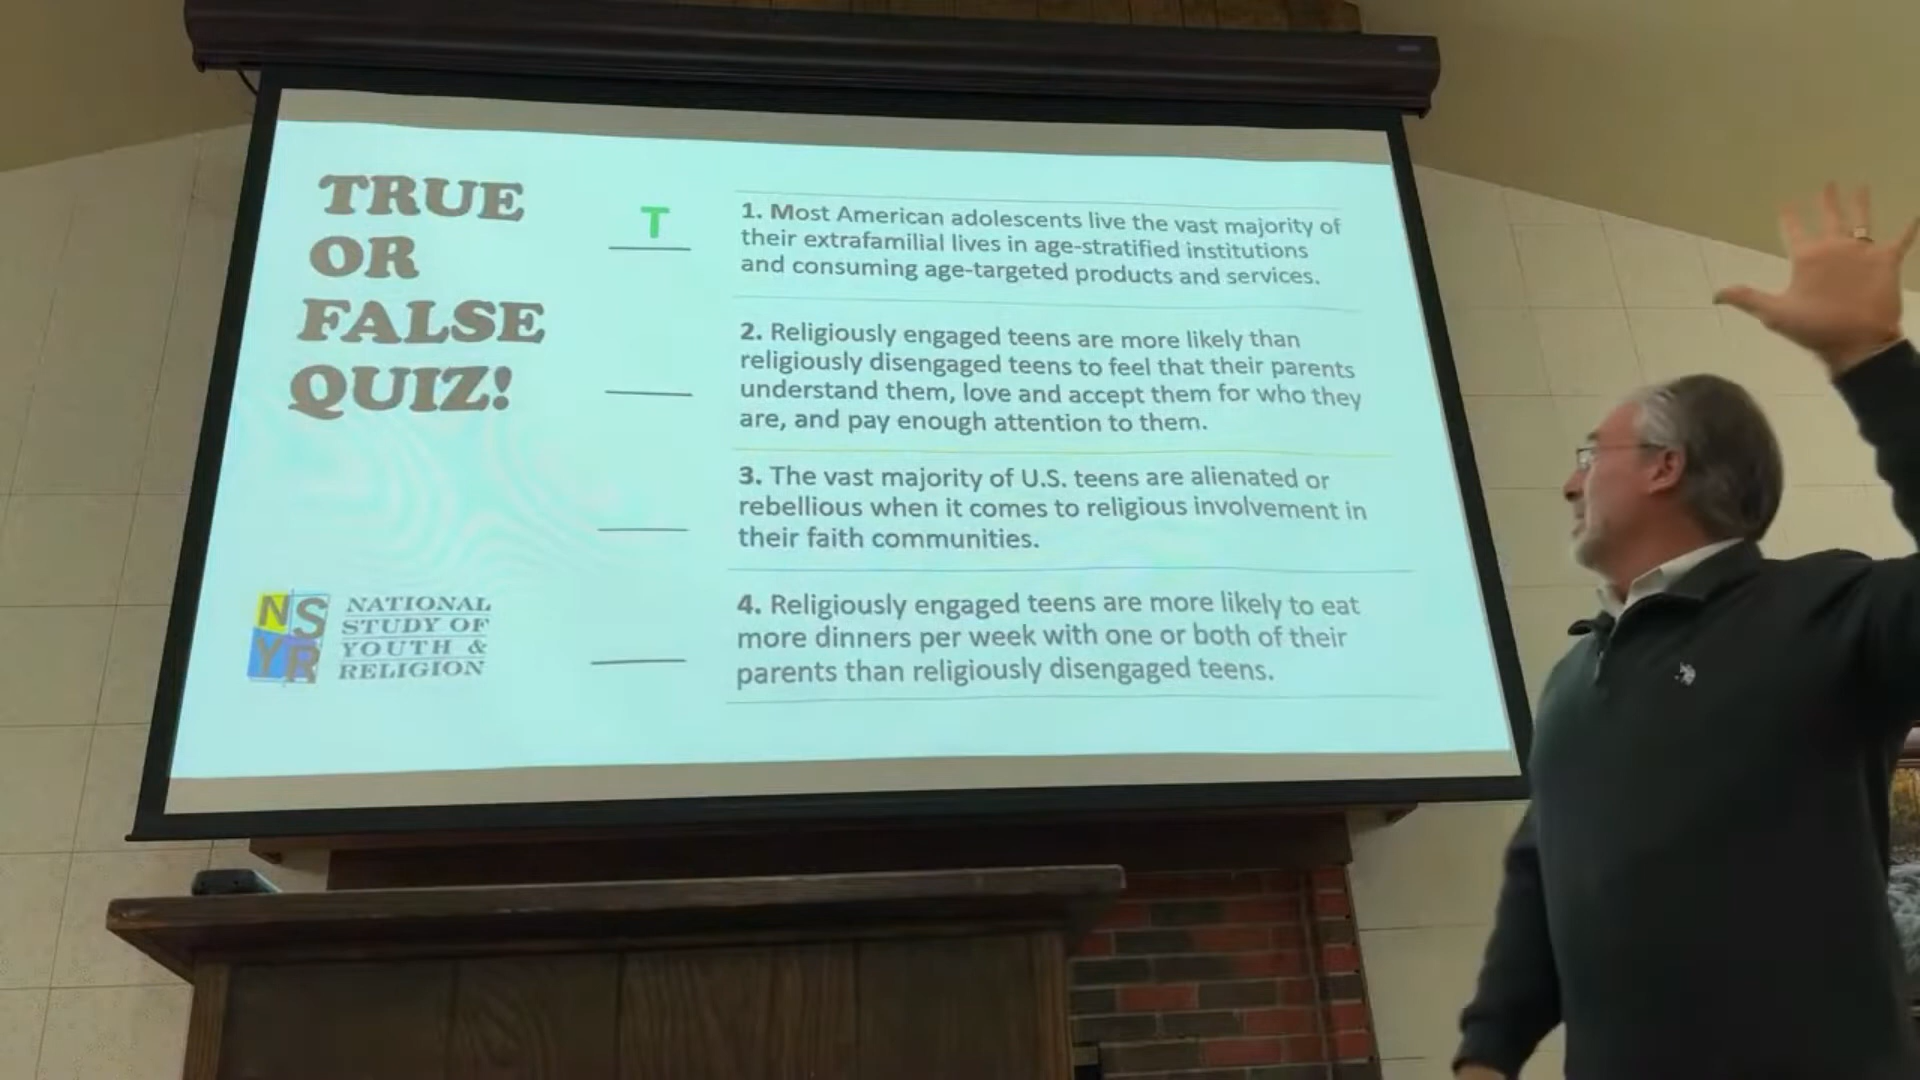 TRUE
OR
FALSE
QUIZ!
T
1. Most American adolescents live the vast majority of
their extrafamilial lives in age-stratified institutions
and consuming age-targeted products and services.
2. Religiously engaged teens are more likely than
religiously disengaged teens to feel that their parents
understand them, love and accept them for who they
are, and pay enough attention to them.
3. The vast majority of U.S. teens are alienated or
rebellious when it comes to religious involvement in
their faith communities.
4. Religiously engaged teens are more likely to eat
more dinners per week with one or both of their
parents than religiously disengaged teens.
NS
YR
NATIONAL
STUDY OF
YOUTH &
RELIGION